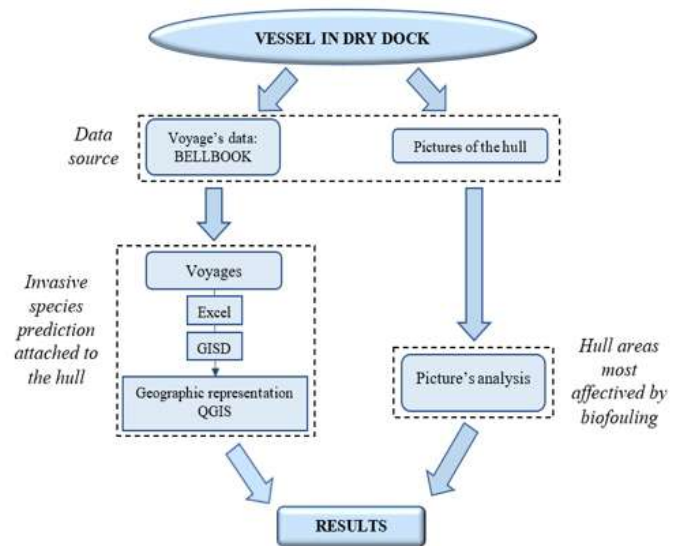 VESSEL IN DRY DOCK
Data
source
Voyage's data:
BELLBOOK
Pictures of the hull
Invasive
species
prediction
attached to
the hull
Voyages
Excel
GISD
Geographic representation
QGIS
Picture's analysis
Hull areas
most
affectived by
biofouling
RESULTS